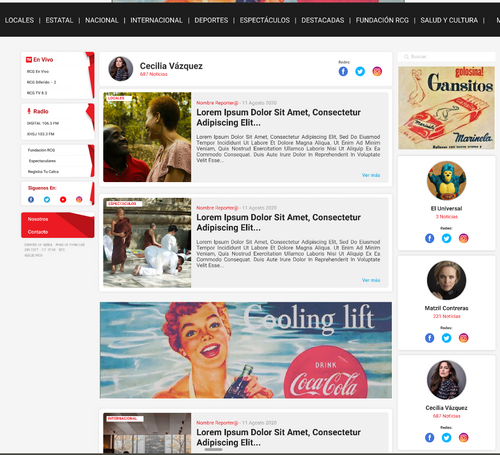 LOCALES | ESTATAL | NACIONAL | INTERNACIONAL | DEPORTES | ESPECTÁCULOS | DESTACADAS | FUNDACIÓN RCG | SALUD Y CULTURA | M
En Vivo
RCG En Vivo
RCG Diferido - 2
RCG TV 8.2
Radio
DIGITAL 106.5 FM
XHSJ 103.3 FM
Fundación RCG
Espectaculares
Registra Tu Cabra
Síguenos En:
Nosotros
Contacto
Cecilia Vázquez
687 Noticias
Redes:
LOCALES
Nombre Reporter@ - 11 Agosto 2020
Lorem Ipsum Dolor Sit Amet, Consectetur
Adipiscing Elit...
Lorem Ipsum Dolor Sit Amet, Consectetur Adipiscing Elit, Sed Do Eiusmod
Tempor Incididunt Ut Labore Et Dolore Magna Aliqua. Ut Enim Ad Minim
Veniam, Quis Nostrud Exercitation Ullamco Laboris Nisi Ut Aliquip Ex Ea
Commodo Consequat. Duis Aute Irure Dolor In Reprehenderit In Voluptate
Velit Esse...
Ver más
ESPECTÁCULOS
Nombre Reporter@ - 11 Agosto 2020
Lorem Ipsum Dolor Sit Amet, Consectetur
Adipiscing Elit...
Lorem Ipsum Dolor Sit Amet, Consectetur Adipiscing Elit, Sed Do Eiusmod
Tempor Incididunt Ut Labore Et Dolore Magna Aliqua. Ut Enim Ad Minim
Veniam, Quis Nostrud Exercitation Ullamco Laboris Nisi Ut Aliquip Ex Ea
Commodo Consequat. Duis Aute Irure Dolor In Reprehenderit In Voluptate
Velit Esse...
Ver más
Cooling lift
DRINK
Coca-Cola
INTERNACIONAL
Nombre Reporter@ - 11 Agosto 2020
Lorem Ipsum Dolor Sit Amet, Consectetur
Adipiscing Elit...
Buscar
golosina!
Gansitos
Marinela
El Universal
3 Noticias
Redes:
Matzil Contreras
221 Noticias
Redes:
Cecilia Vázquez
687 Noticias
Redes: